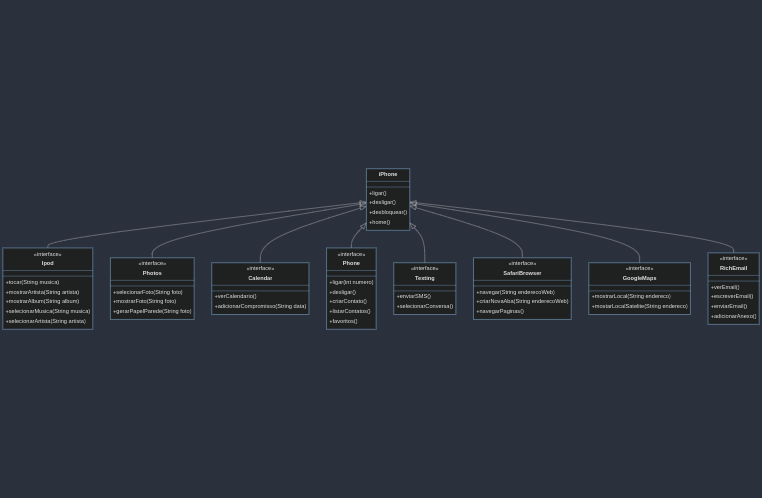 iPhone
+ligar()
+desligar()
+desbloquear()
+home()
«interface»
Ipod
+tocar(String musica)
+mostrarArtista(String artista)
+mostrarAlbum(String album)
+selecionarMusica(String musica)
+selecionarArtista(String artista)
«interface»
Photos
+selecionarFoto(String foto)
+mostrarFoto(String foto)
+gerarPapelParede(String foto)
«interface»
Calendar
+verCalendario()
+adicionarCompromisso(String data)
«interface»
Phone
+ligar(int numero)
+desligar()
+criarContato()
+listarContatos()
+favoritos()
«interface»
Texting
+enviarSMS()
+selecionarConversa()
«interface»
SafariBrowser
+navegar(String enderecoWeb)
+criarNovaAba(String enderecoWeb)
+navegarPaginas()
«interface»
GoogleMaps
+mostrarLocal(String endereco)
+mostarLocalSatelite(String endereco)
«interface»
RichEmail
+verEmail()
+escreverEmail()
+enviarEmail()
+adicionarAnexo()